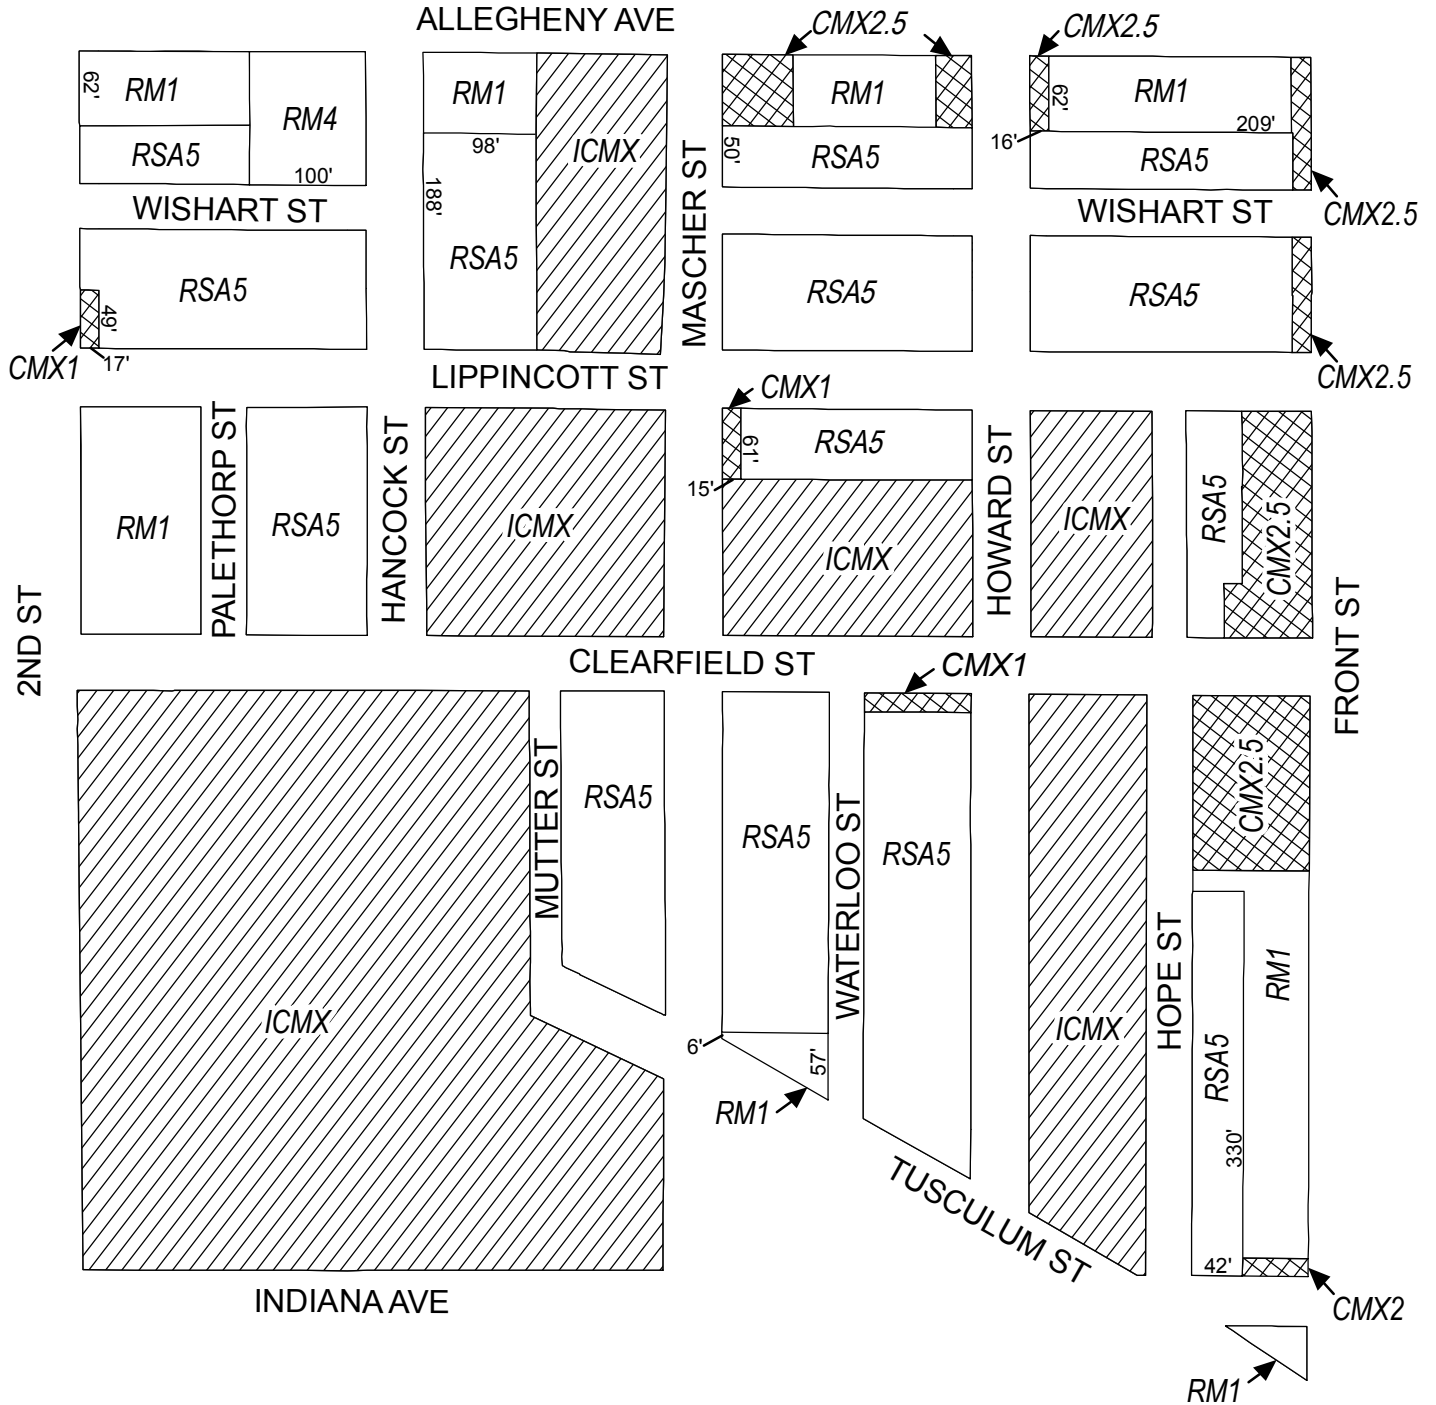 ALLEGHENY AVE
CMX2.5
CMX2.5
62'
RM1
RM4
RSA5
100'
RM1
98'
188'
RSA5
ICMX
MASCHER ST
RM1
50'
RSA5
62'
RM1
209'
16'
RSA5
CMX2.5
WISHART ST
WISHART ST
RSA5
49'
17'
CMX1
RSA5
RSA5
CMX2.5
LIPPINCOTT ST
CMX1
2ND ST
RM1
PALETHORP ST
RSA5
HANCOCK ST
ICMX
61'
15'
RSA5
ICMX
HOWARD ST
ICMX
RSA5
CMX2.5
FRONT ST
CLEARFIELD ST
CMX1
ICMX
MUTTER ST
RSA5
RSA5
6'
57'
RM1
WATERLOO ST
RSA5
ICMX
HOPE ST
CMX2.5
RM1
RSA5
330'
42'
CMX2
TUSCULUM ST
INDIANA AVE
RM1